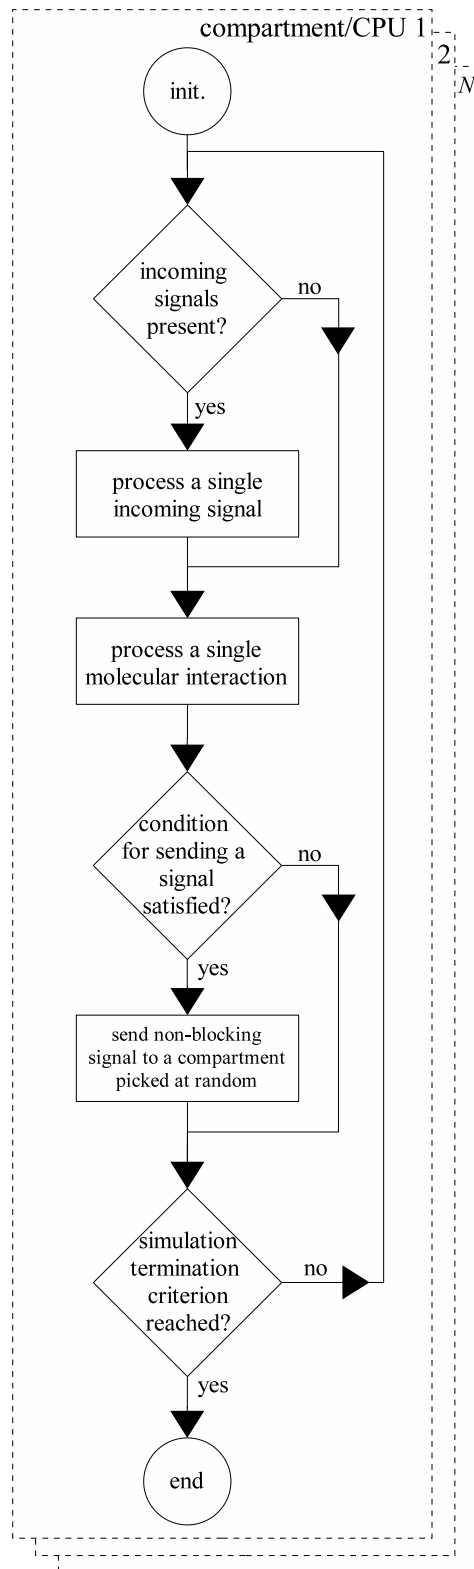 compartment/CPU 1
2
N
init.
incoming
signals
present?
no
yes
process a single
incoming signal
process a single
molecular interaction
condition
for sending a
signal
satisfied?
no
yes
send non-blocking
signal to a compartment
picked at random
simulation
termination
criterion
reached?
no
yes
end